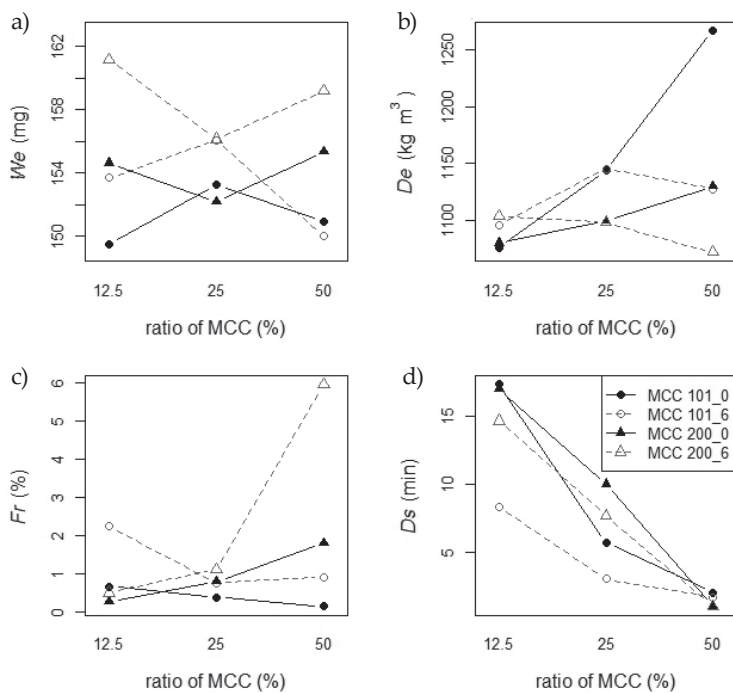 a)
We (mg)
162
158
154
150
12.5 25 50
ratio of MCC (%)
b)
De (kg m³)
1250
1200
1150
1100
12.5 25 50
ratio of MCC (%)
c)
Fr (%)
6
5
4
3
2
1
0
12.5 25 50
ratio of MCC (%)
d)
Ds (min)
15
10
5
MCC 101_0
MCC 101_6
MCC 200_0
MCC 200_6
12.5 25 50
ratio of MCC (%)